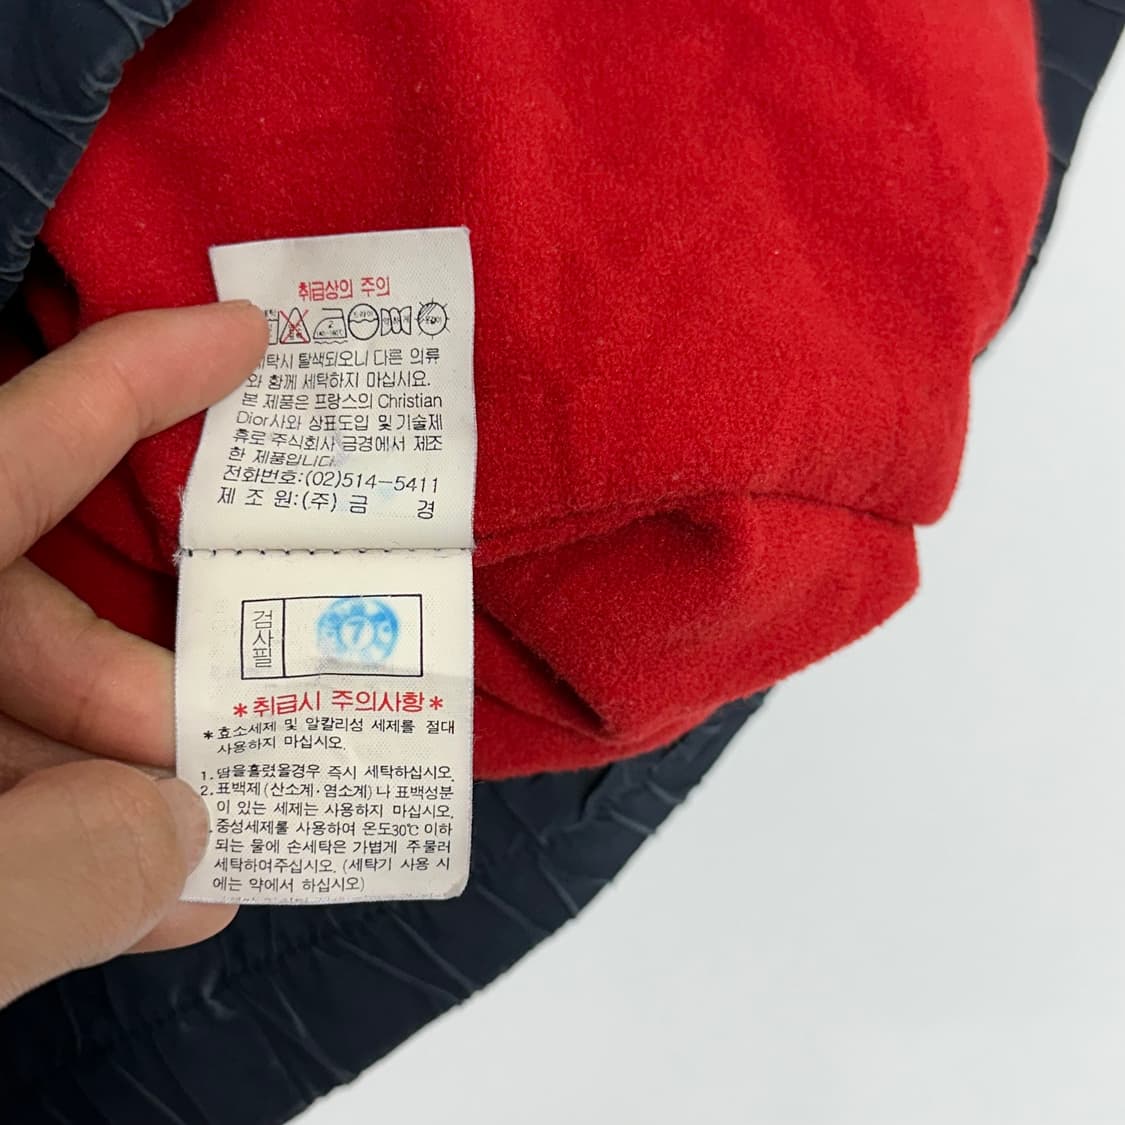 취급상의 주의
세탁시 탈색되오니 다른 의류
와 함께 세탁하지 마십시요.
본 제품은 프랑스의 Christian
Dior사와 상표도입 및 기술제
휴로 주식회사 금경에서 제조
한 제품입니다.
전화번호:(02)514-5411
제 조 원:(주) 금 경
검사필
7
*취급시 주의사항*
*효소세제 및 알칼리성 세제를 절대
사용하지 마십시오.
1. 땀을흘렸을경우 즉시 세탁하십시오.
2. 표백제(산소계·염소계)나 표백성분
이 있는 세제는 사용하지 마십시오.
중성세제를 사용하여 온도30℃ 이하
되는 물에 손세탁은 가볍게 주물러
세탁하여주십시오. (세탁기 사용 시
에는 약에서 하십시오)